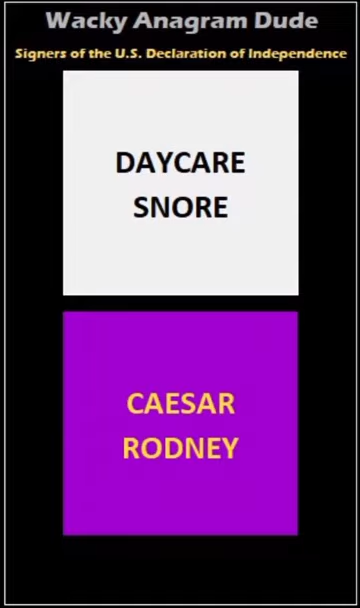 Wacky Anagram Dude
Signers of the U.S. Declaration of Independence
DAYCARE
SNORE
CAESAR
RODNEY